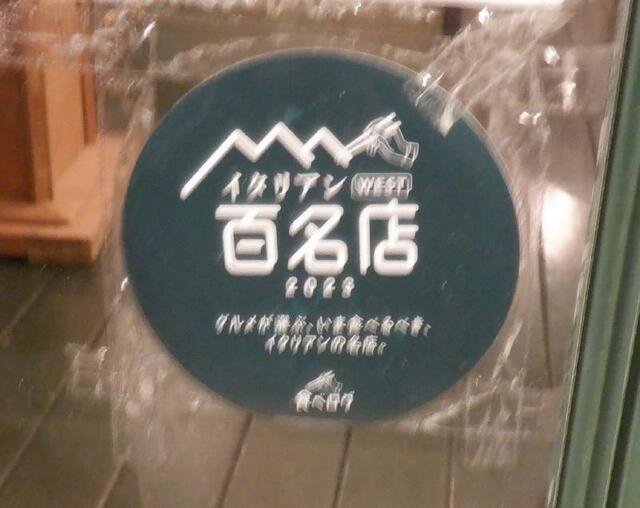 イタリアン WEST
百名店
2023
グルメが選ぶ、いま食べるべき、
イタリアンの名店。
食べログ